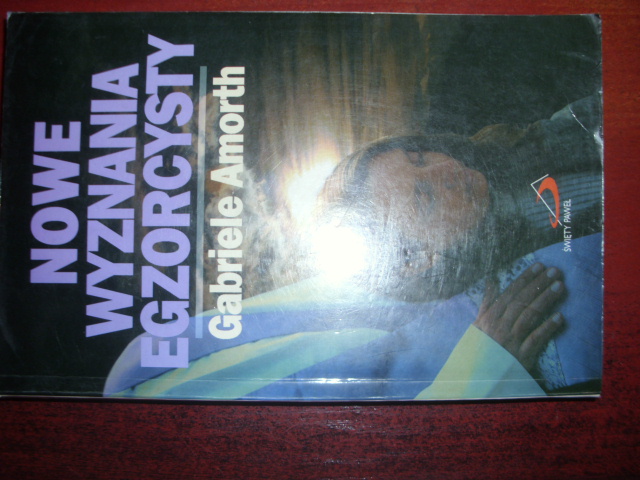 NOWE
WYZNANIA
EGZORCYSTY
Gabriele Amorth
ŚWIĘTY PAWEŁ